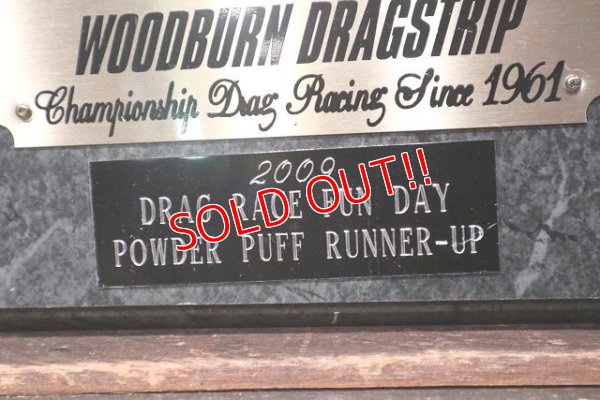 WOODBURN DRAGSTRIP
Championship Drag Racing Since 1961
2009
DRAG RACE FUN DAY
POWDER PUFF RUNNER-UP
SOLD OUT!!